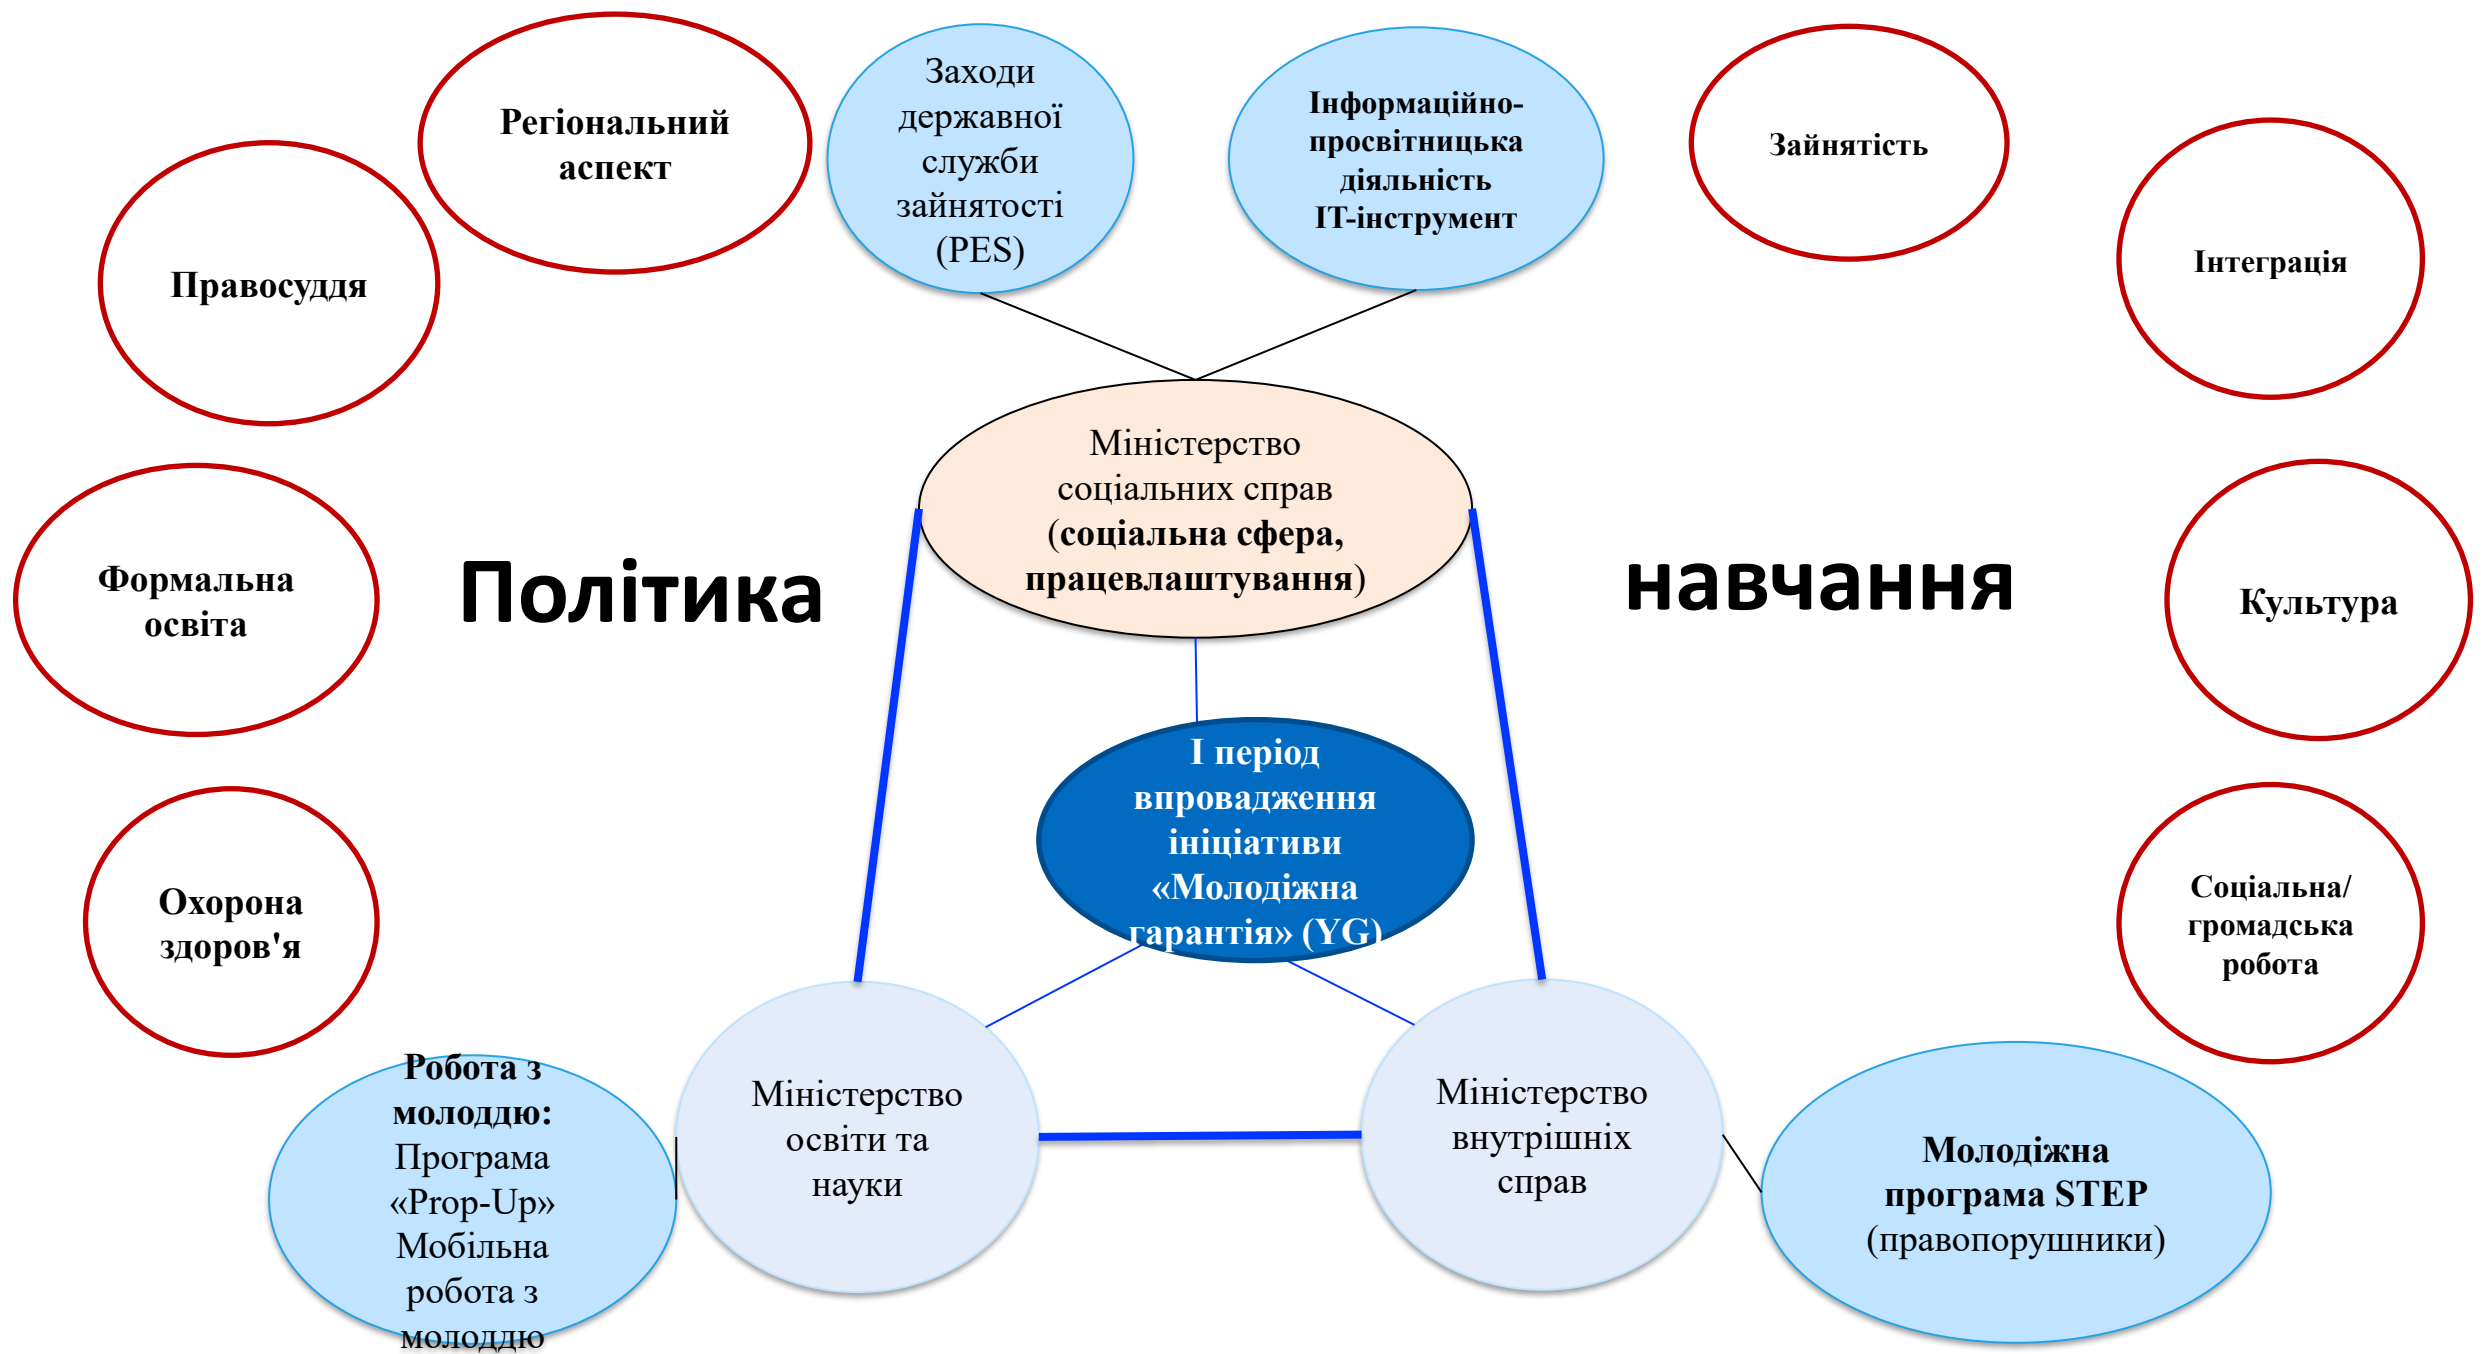 Регіональний
аспект
Заходи
державної
служби
зайнятості
(PES)
Інформаційно-
просвітницька
діяльність
ІТ-інструмент
Зайнятість
Інтеграція
Правосуддя
Міністерство
соціальних справ
(соціальна сфера,
працевлаштування)
Формальна
освіта
Політика
навчання
Культура
І період
впровадження
ініціативи
«Молодіжна
гарантія» (YG)
Охорона
здоров'я
Соціальна/
громадська
робота
Робота з
молоддю:
Програма
«Prop-Up»
Мобільна
робота з
молоддю
Міністерство
освіти та
науки
Міністерство
внутрішніх
справ
Молодіжна
програма STEP
(правопорушники)